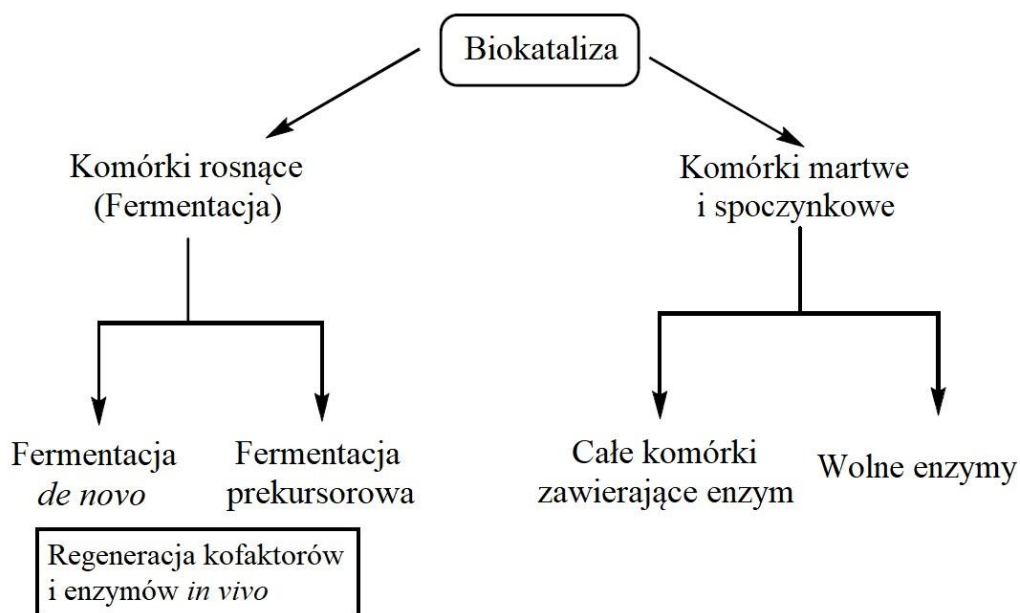 Biokataliza
Komórki rosnące
(Fermentacja)
Komórki martwe
i spoczynkowe
Fermentacja
de novo
Fermentacja
prekursorowa
Całe komórki
zawierające enzym
Wolne enzymy
Regeneracja kofaktorów
i enzymów in vivo